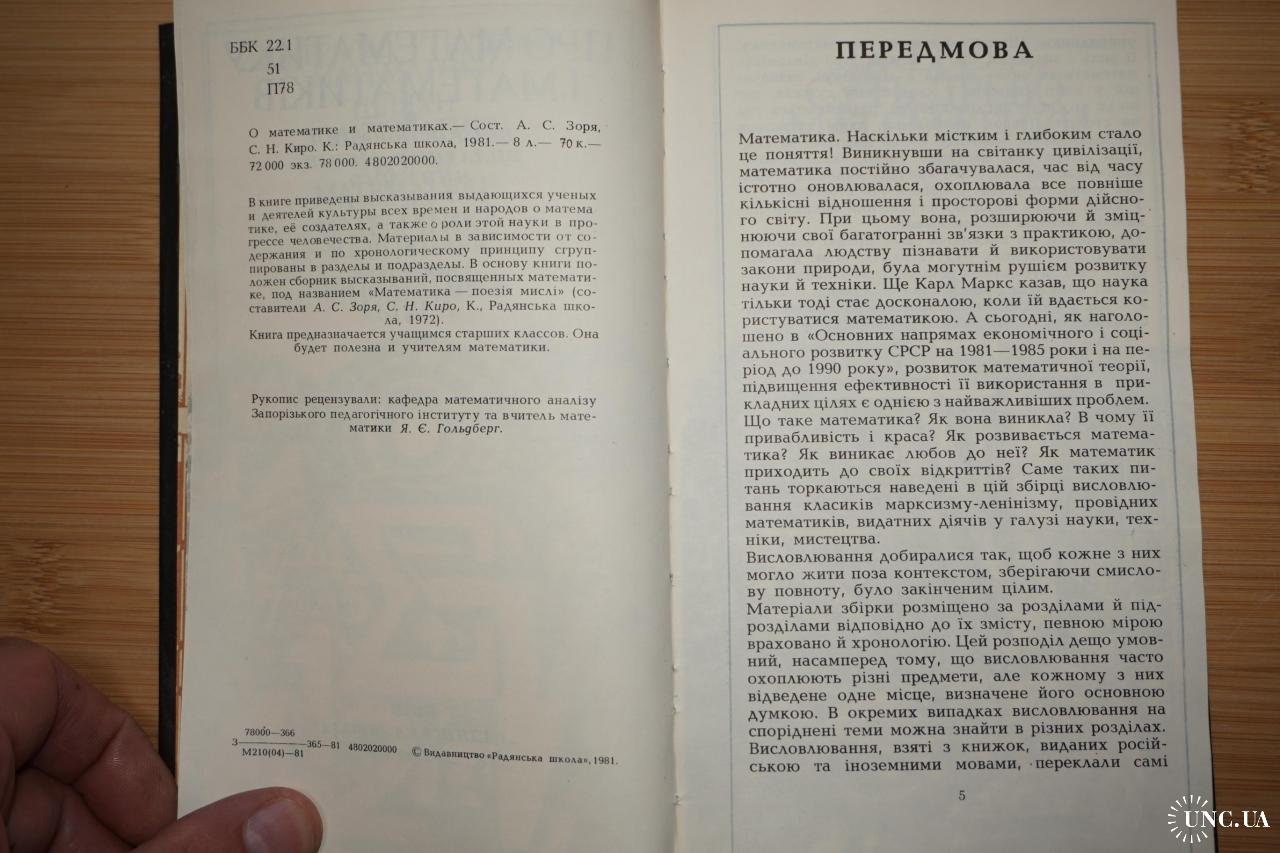 ББК 22.1
51
П78
О математике и математиках.— Сост. А. С. Зоря,
С. Н. Киро. К.: Радянська школа, 1981.— 8 л.— 70 к.—
72 000 экз. 78 000. 4802020000.
В книге приведены высказывания выдающихся ученых
и деятелей культуры всех времен и народов о матема
тике, её создателях, а также о роли этой науки в про-
грессе человечества. Материалы в зависимости от со-
держания и по хронологическому принципу сгруп-
пированы в разделы и подразделы. В основу книги по-
ложен сборник высказываний, посвященных математи-
ке, под названием «Математика — поезія мислі» (со-
ставители А. С. Зоря, С. Н. Киро, К., Радянська шко-
ла, 1972).
Книга предназначается учащимся старших классов. Она
будет полезна и учителям математики.
Рукопис рецензували: кафедра математичного аналізу
Запорізького педагогічного інституту та вчитель мате-
матики Я. Є. Гольдберг.
78000—366
З ————— —365—81 4802020000
М210(04)—81
© Видавництво «Радянська школа», 1981.
ПЕРЕДМОВА
Математика. Наскільки містким і глибоким стало
це поняття! Виникнувши на світанку цивілізації,
математика постійно збагачувалася, час від часу
істотно оновлювалася, охоплювала все повніше
кількісні відношення і просторові форми дійсно-
го світу. При цьому вона, розширюючи й зміц-
нюючи свої багатогранні зв'язки з практикою, до-
помагала людству пізнавати й використовувати
закони природи, була могутнім рушієм розвитку
науки й техніки. Ще Карл Маркс казав, що наука
тільки тоді стає досконалою, коли їй вдається ко-
ристуватися математикою. А сьогодні, як наголо-
шено в «Основних напрямах економічного і соці-
ального розвитку СРСР на 1981—1985 роки і на пе-
ріод до 1990 року», розвиток математичної теорії,
підвищення ефективності її використання в при-
кладних цілях є однією з найважливіших проблем.
Що таке математика? Як вона виникла? В чому її
привабливість і краса? Як розвивається матема-
тика? Як виникає любов до неї? Як математик
приходить до своїх відкриттів? Саме таких пи-
тань торкаються наведені в цій збірці висловлю-
вання класиків марксизму-ленінізму, провідних
математиків, видатних діячів у галузі науки, тех-
ніки, мистецтва.
Висловлювання добиралися так, щоб кожне з них
могло жити поза контекстом, зберігаючи смисло-
ву повноту, було закінченим цілим.
Матеріали збірки розміщено за розділами й під-
розділами відповідно до їх змісту, певною мірою
враховано й хронологію. Цей розподіл дещо умов-
ний, насамперед тому, що висловлювання часто
охоплюють різні предмети, але кожному з них
відведене одне місце, визначене його основною
думкою. В окремих випадках висловлювання на
споріднені теми можна знайти в різних розділах.
Висловлювання, взяті з книжок, виданих росій-
ською та іноземними мовами, переклали самі
5
UNC.UA